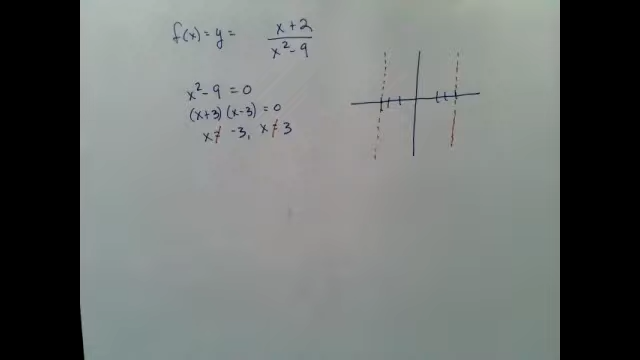 f(x) = y = x + 2 / x² - 9
x² - 9 = 0
(x+3)(x-3) = 0
x ≠ -3, x ≠ 3